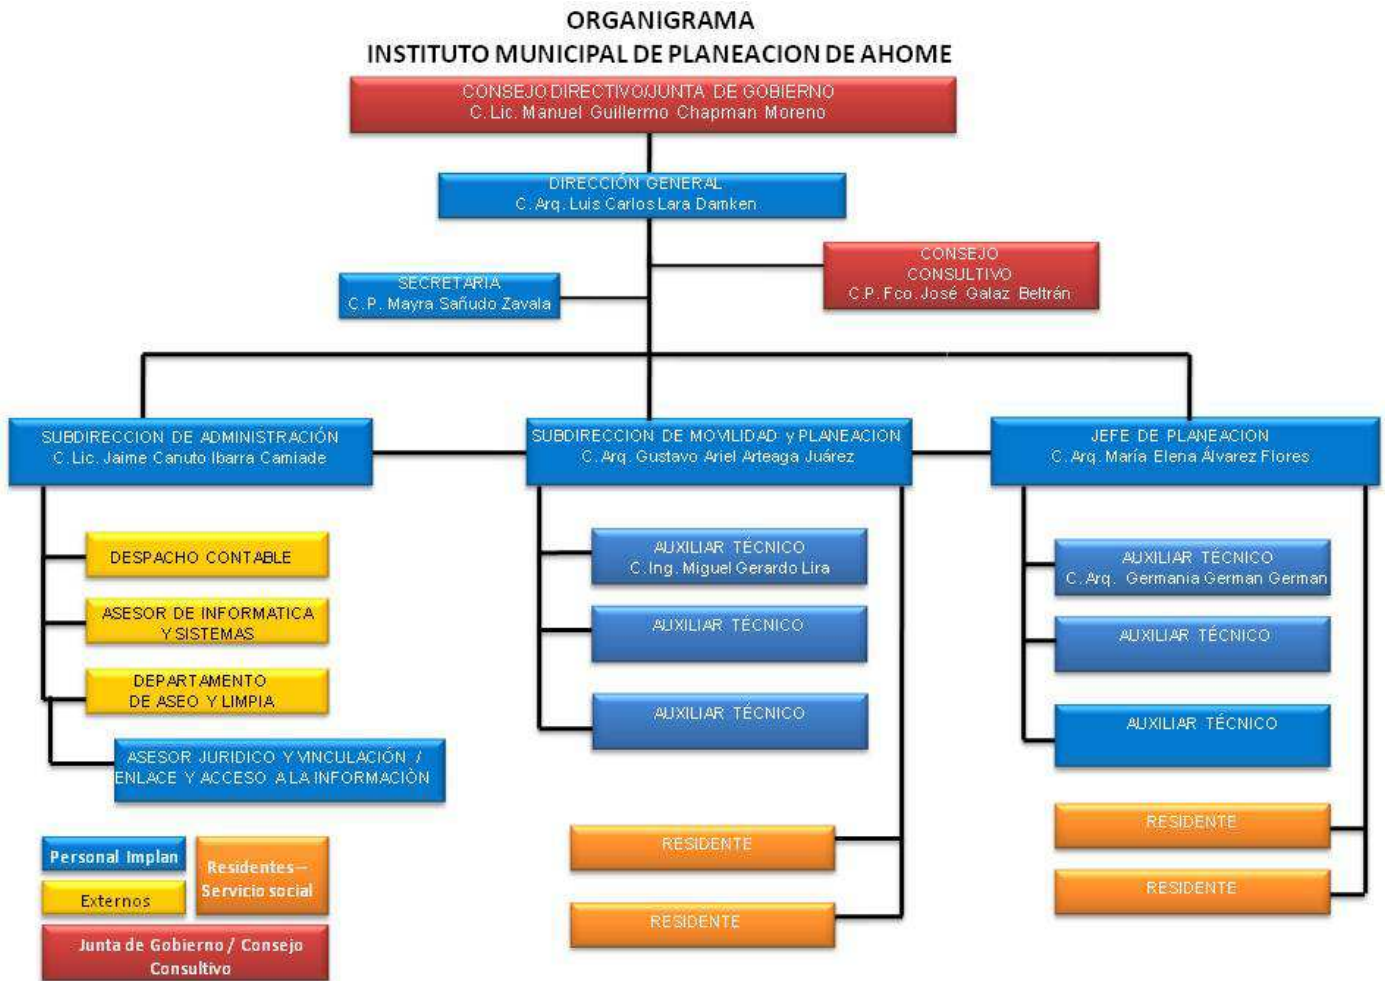 ORGANIGRAMA
INSTITUTO MUNICIPAL DE PLANEACION DE AHOME
CONSEJO DIRECTIVO/JUNTA DE GOBIERNO
C. Lic. Manuel Guillermo Chapman Moreno
DIRECCIÓN GENERAL
C. Arq. Luis Carlos Lara Damken
CONSEJO
CONSULTIVO
C.P. Fco. José Galaz Beltrán
SECRETARIA
C.P. Mayra Sañudo Zavala
SUBDIRECCION DE ADMINISTRACIÓN
C. Lic. Jaime Canuto Ibarra Camiade
SUBDIRECCION DE MOVILIDAD y PLANEACION
C. Arq. Gustavo Ariel Arteaga Juárez
JEFE DE PLANEACION
C. Arq. María Elena Álvarez Flores
DESPACHO CONTABLE
ASESOR DE INFORMATICA
Y SISTEMAS
DEPARTAMENTO
DE ASEO Y LIMPIA
ASESOR JURIDICO Y VINCULACIÓN /
ENLACE Y ACCESO A LA INFORMACIÒN
AUXILIAR TÉCNICO
C. Ing. Miguel Gerardo Lira
AUXILIAR TÉCNICO
AUXILIAR TÉCNICO
RESIDENTE
RESIDENTE
AUXILIAR TÉCNICO
C. Arq. Germania German German
AUXILIAR TÉCNICO
AUXILIAR TÉCNICO
RESIDENTE
RESIDENTE
Personal Implan
Externos
Residentes–
Servicio social
Junta de Gobierno / Consejo
Consultivo